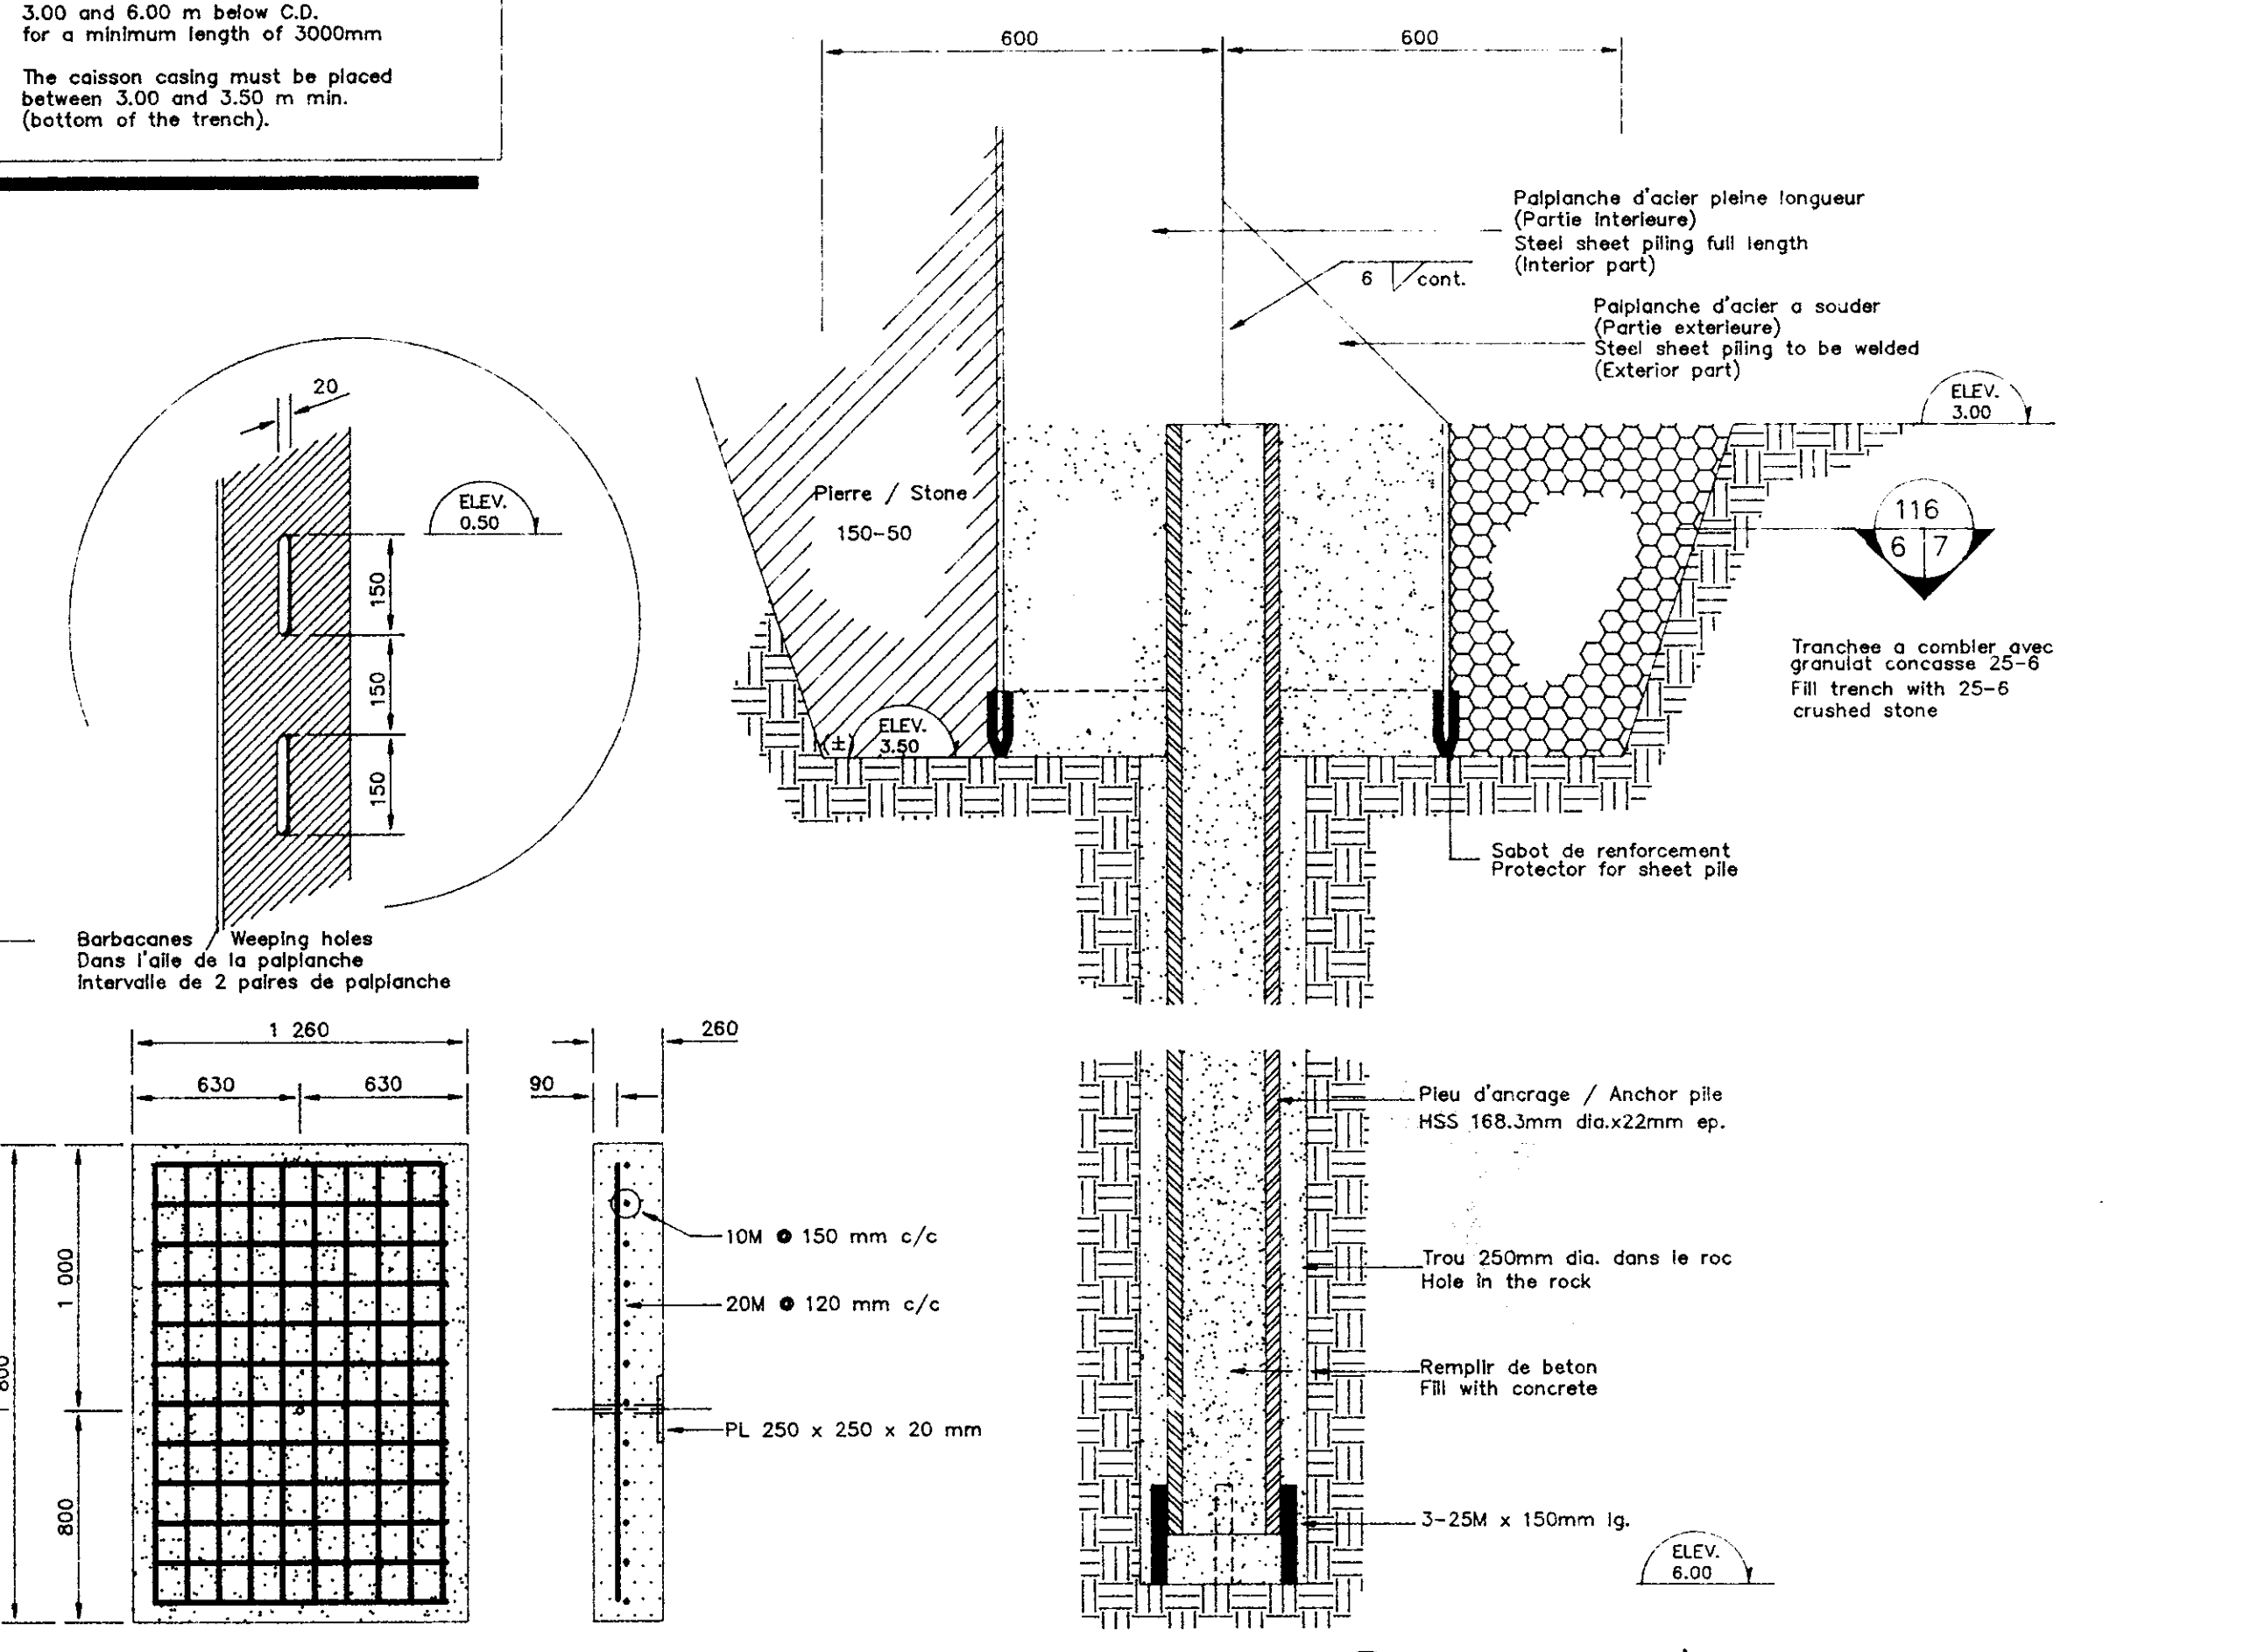 3.00 and 6.00 m below C.D.
for a minimum length of 3000mm
The caisson casing must be placed
between 3.00 and 3.50 m min.
(bottom of the trench).
600
600
Palplanche d'acier pleine longueur
(Partie interieure)
Steel sheet piling full length
(Interior part)
6 cont.
Palplanche d'acier a souder
(Partie exterieure)
Steel sheet piling to be welded
(Exterior part)
ELEV.
3.00
20
ELEV.
0.50
150
150
150
Pierre / Stone
150-50
116
6 7
Tranchee a combler avec
granulat concasse 25-6
Fill trench with 25-6
crushed stone
(±)
ELEV.
3.50
Sabot de renforcement
Protector for sheet pile
Barbacanes / Weeping holes
Dans l'aile de la palplanche
Intervalle de 2 paires de palplanche
1 260
630
630
260
90
1 000
800
800
10M @ 150 mm c/c
20M @ 120 mm c/c
PL 250 x 250 x 20 mm
Pieu d'ancrage / Anchor pile
HSS 168.3mm dia.x22mm ep.
Trou 250mm dia. dans le roc
Hole in the rock
Remplir de beton
Fill with concrete
3-25M x 150mm lg.
ELEV.
6.00